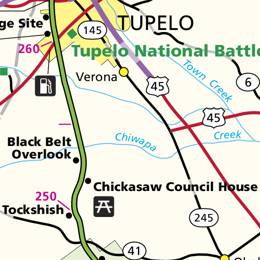 TUPELO
ge Site
145
260
Tupelo National Battle
Verona
45
Town Creek
6
45
Creek
Chiwapa
Black Belt
Overlook
Chickasaw Council House
250
Tockshish
245
41